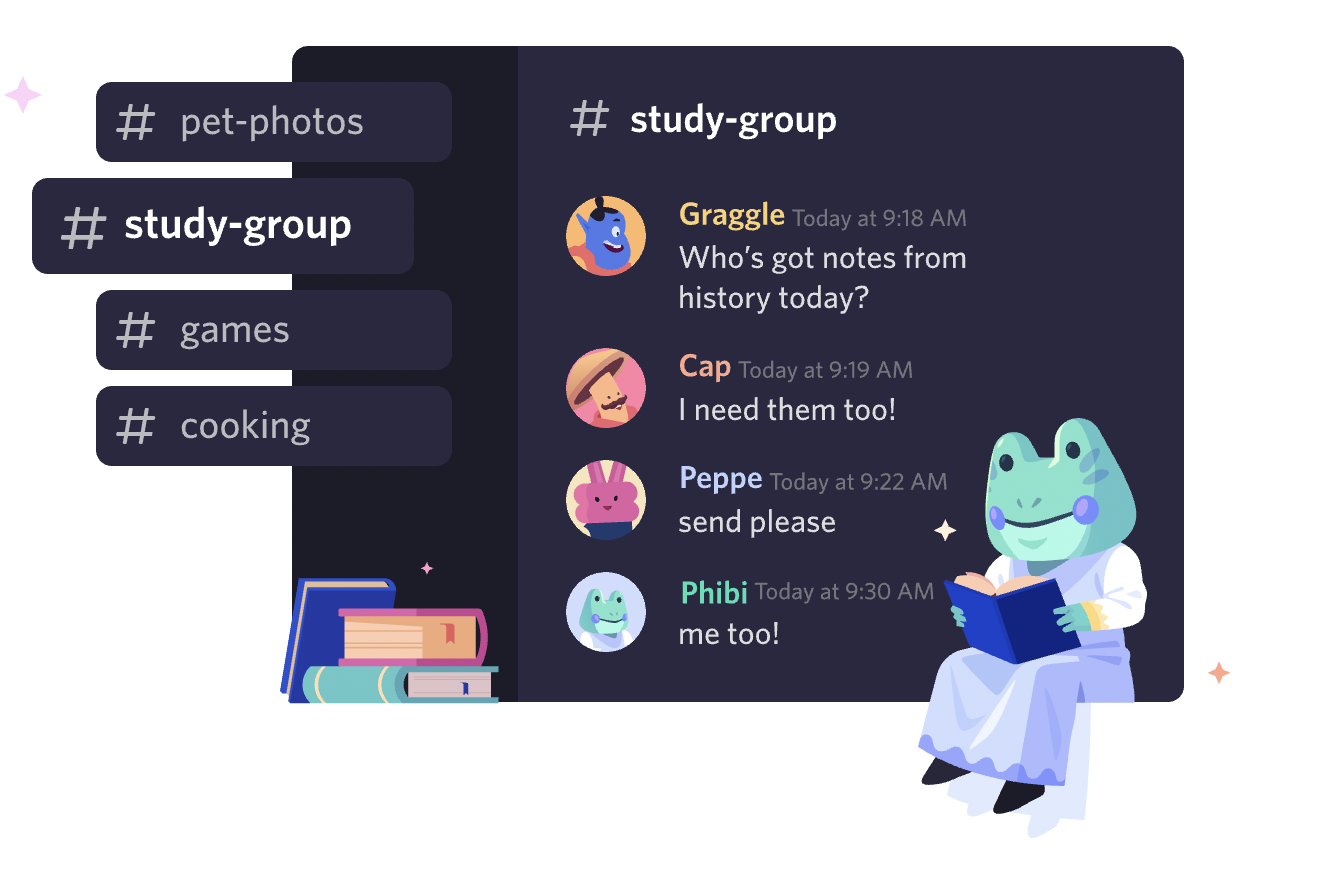 # pet-photos
# study-group
# games
# cooking
# study-group
Graggle Today at 9:18 AM
Who’s got notes from
history today?
Cap Today at 9:19 AM
I need them too!
Peppe Today at 9:22 AM
send please
Phibi Today at 9:30 AM
me too!